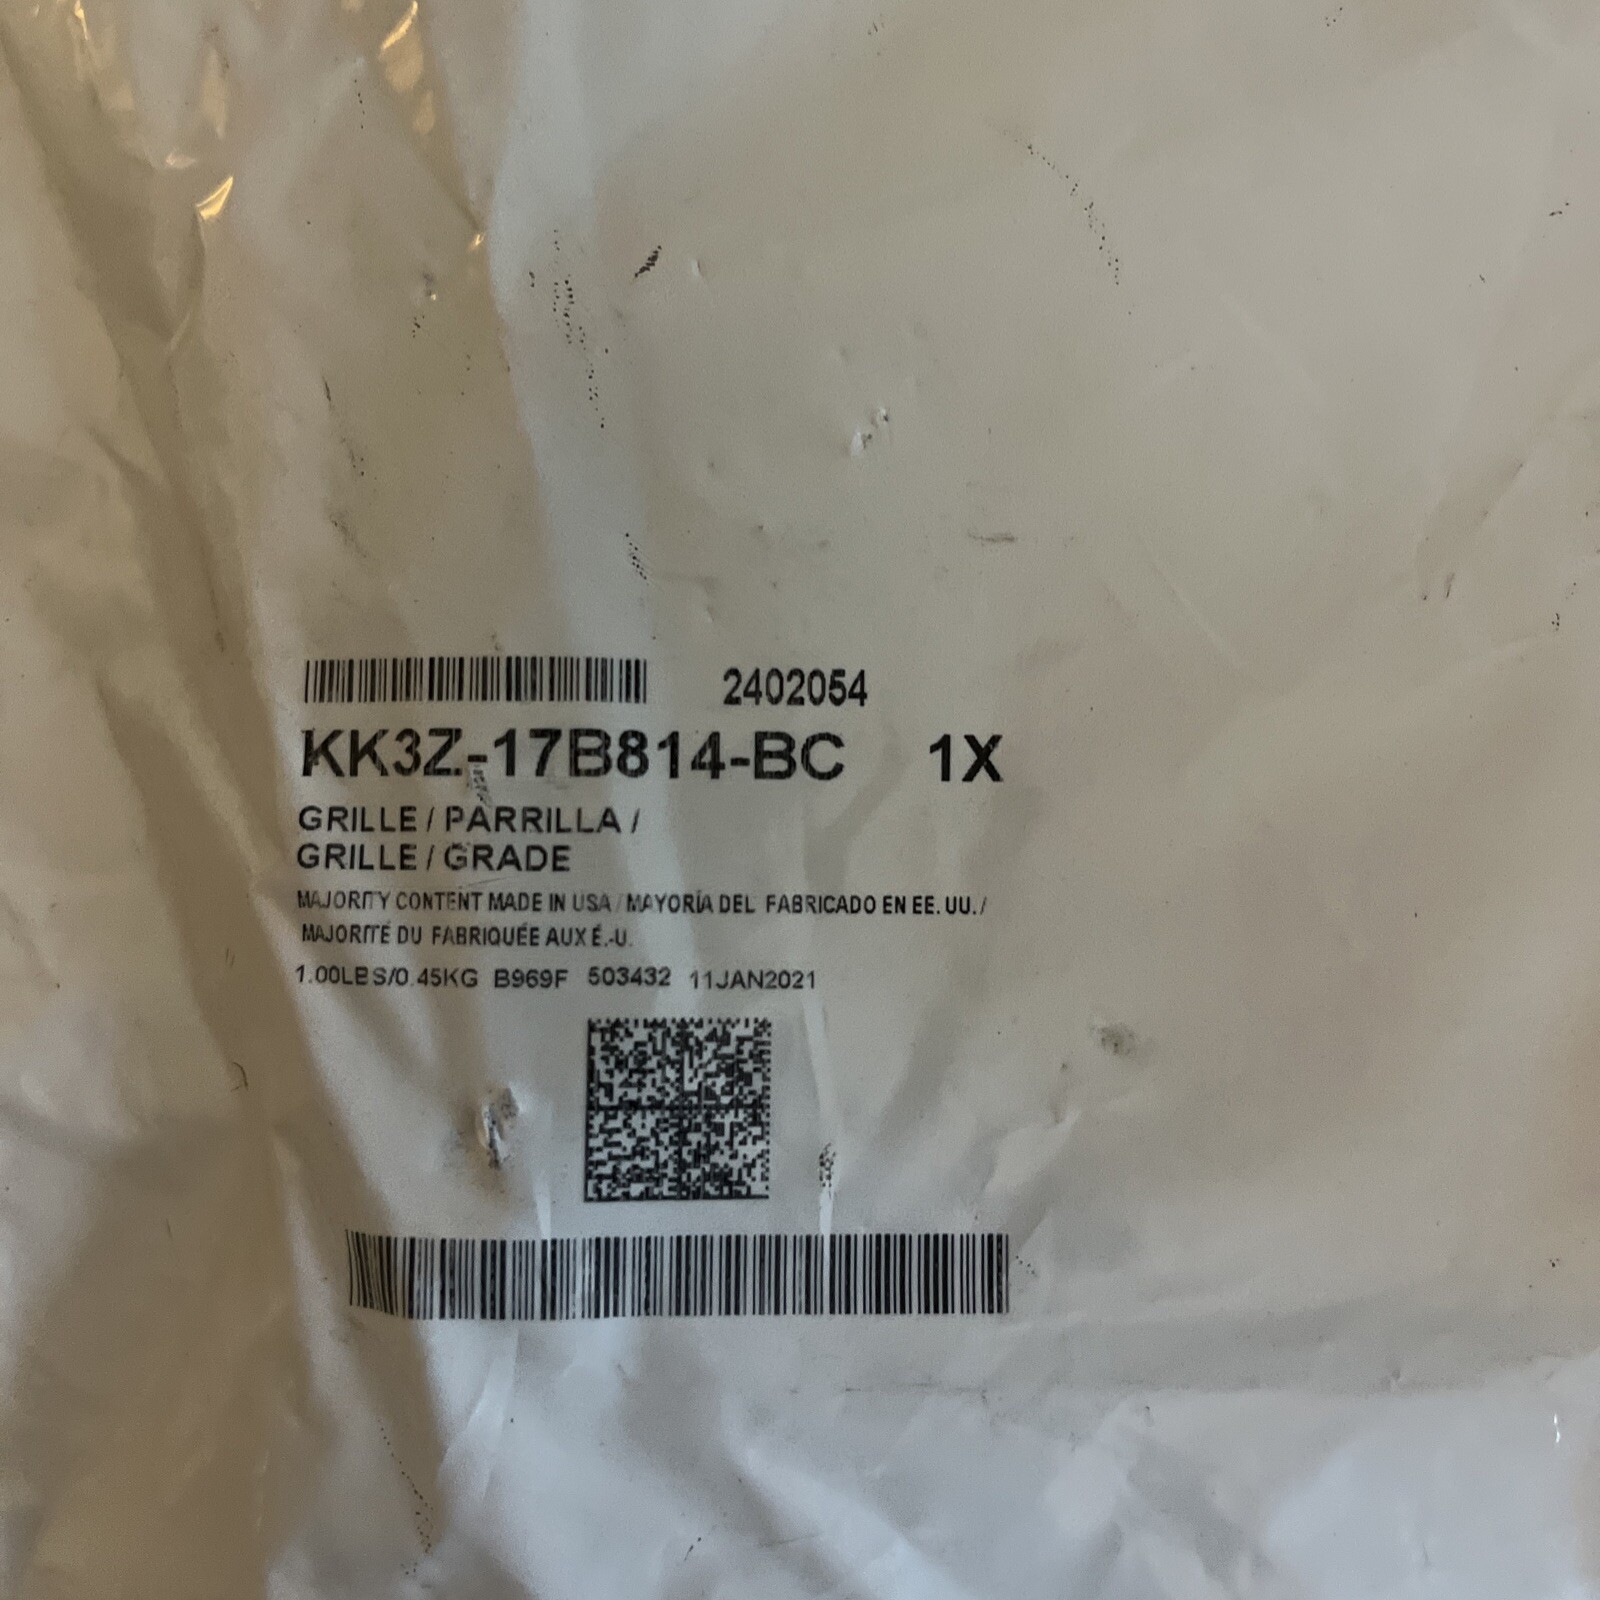 2402054
KK3Z-17B814-BC 1X
GRILLE / PARRILLA /
GRILLE / GRADE
MAJORITY CONTENT MADE IN USA / MAYORÍA DEL FABRICADO EN EE. UU. /
MAJORITÉ DU FABRIQUÉE AUX É.-U.
1.00LBS/0.45KG B969F 503432 11JAN2021